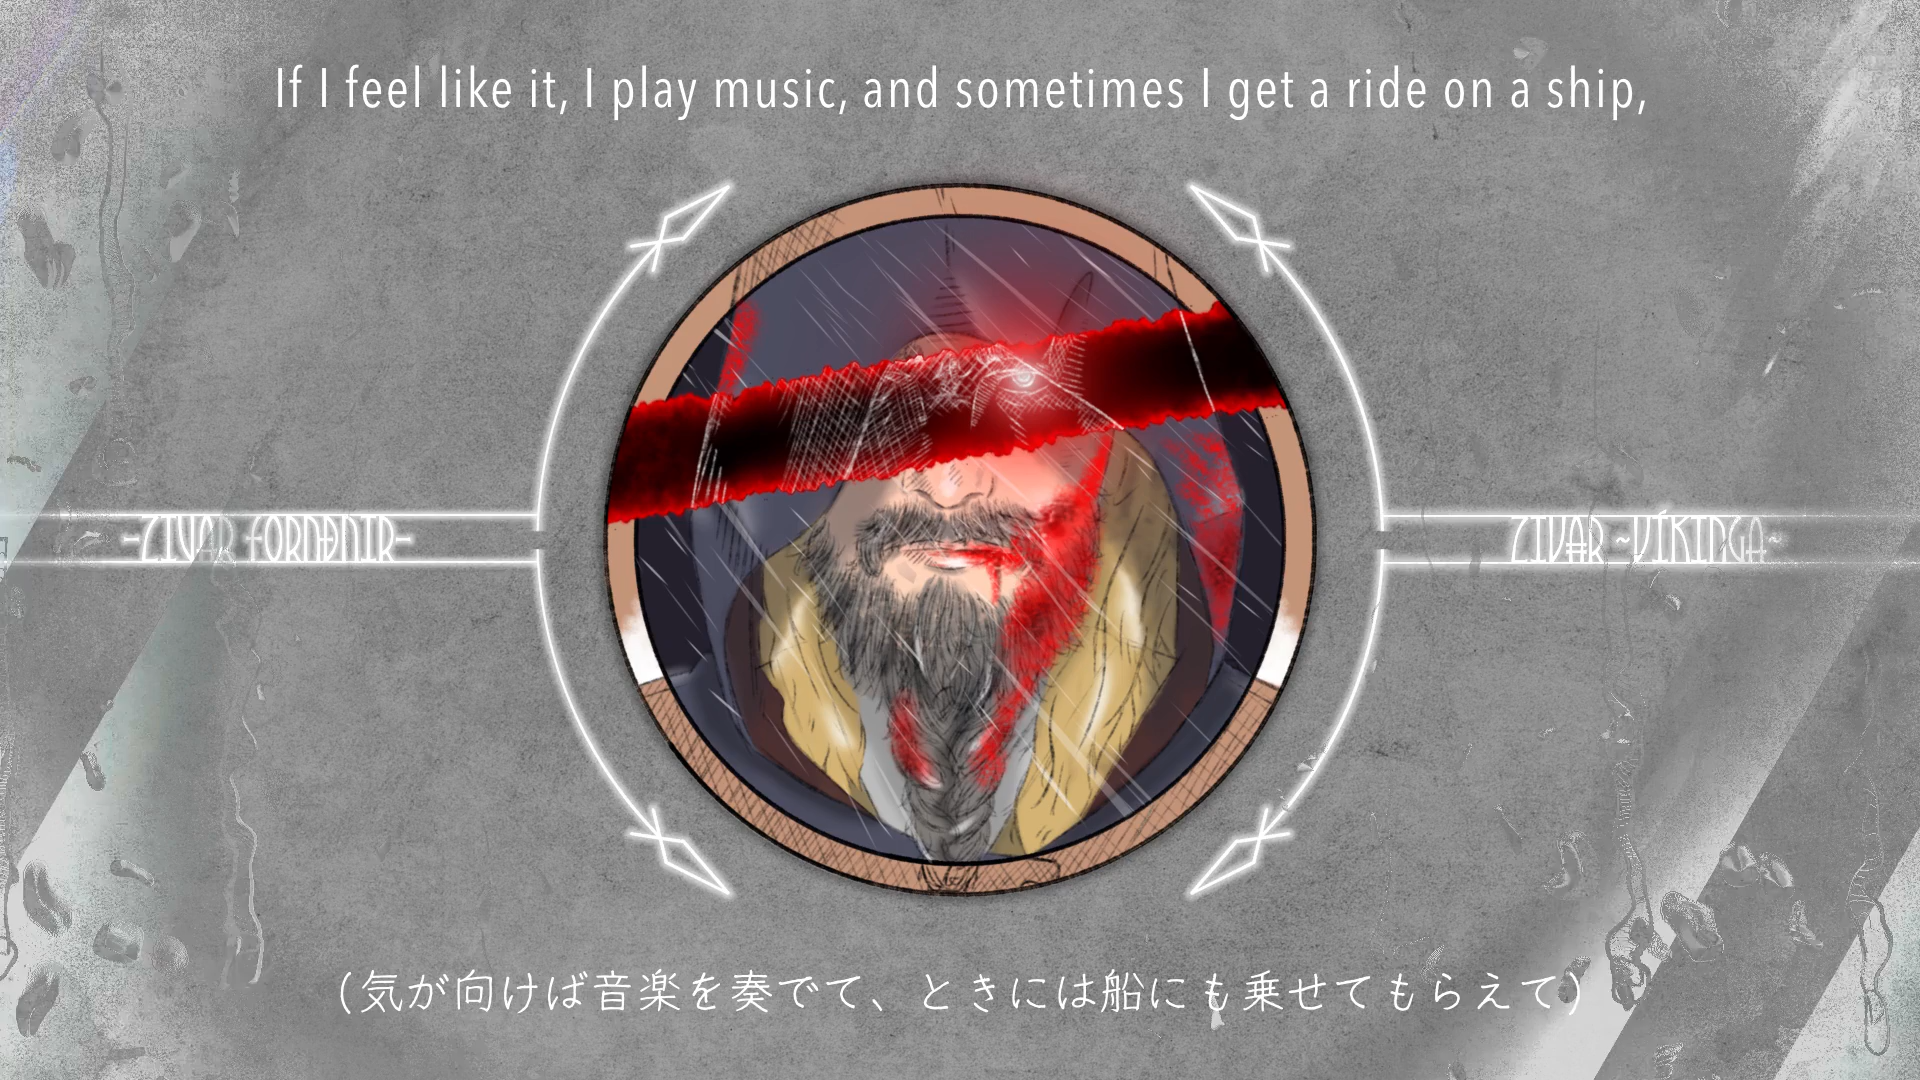 If I feel like it, I play music, and sometimes I get a ride on a ship,
-ZIVAR FORNÐNIR-
ZIVAR ~VÍKINGA~
(気が向けば音楽を奏でて、ときには船にも乗せてもらえて)